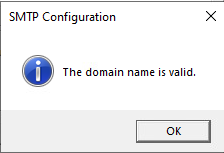 SMTP Configuration
The domain name is valid.
OK